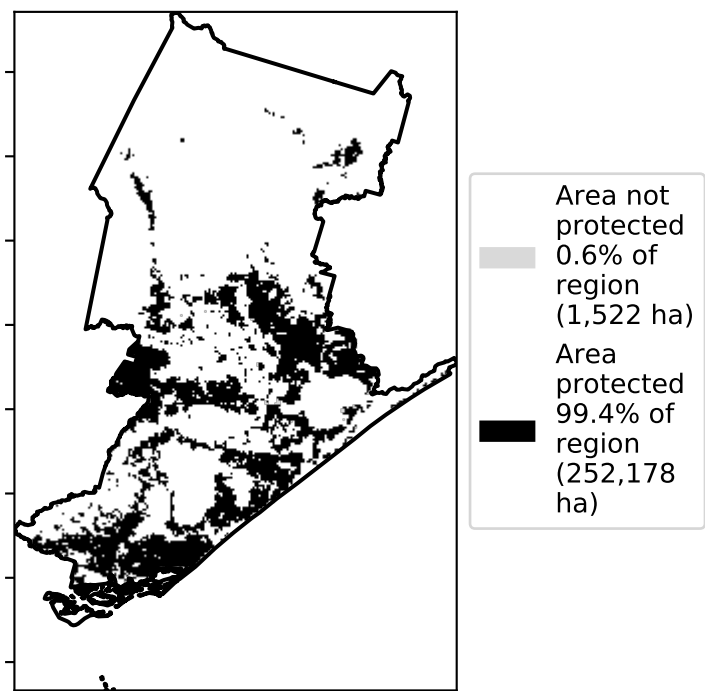 Area not
protected
0.6% of
region
(1,522 ha)
Area
protected
99.4% of
region
(252,178
ha)